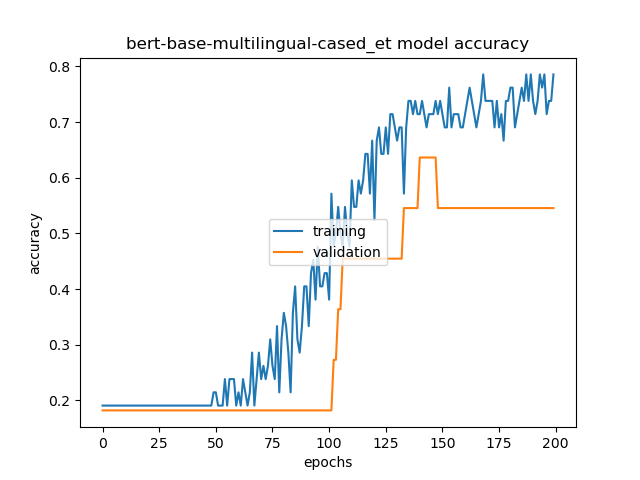 bert-base-multilingual-cased_et model accuracy
0.8
0.7
0.6
0.5
0.4
0.3
0.2
accuracy
training
validation
0 25 50 75 100 125 150 175 200
epochs